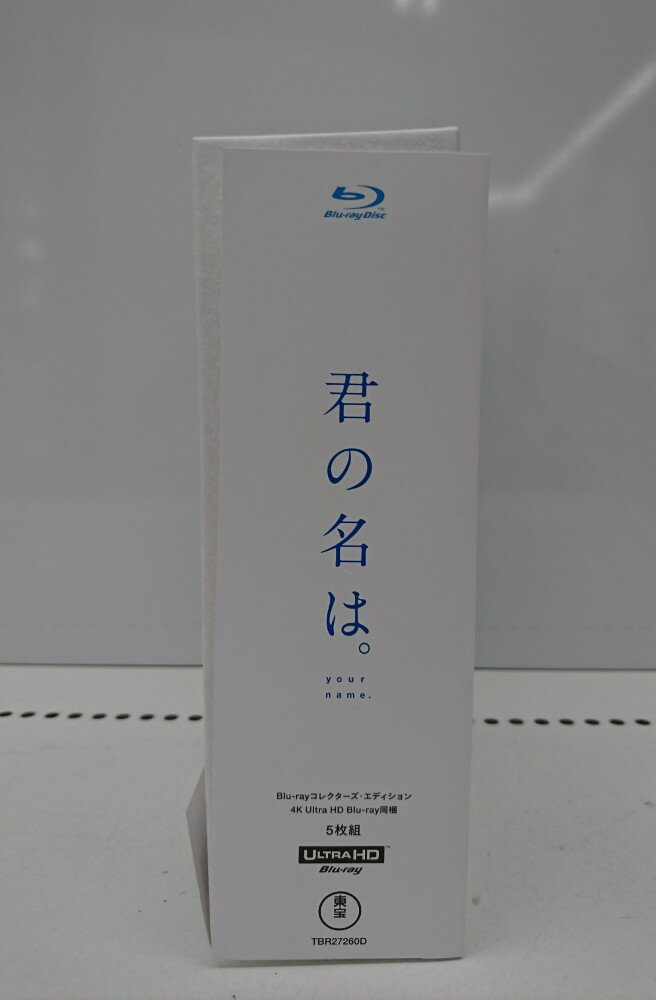 Blu-ray Disc
君の名は。
your
name.
Blu-rayコレクターズ・エディション
4K Ultra HD Blu-ray同梱
5枚組
ULTRA HD™
Blu-ray
東宝
TBR27260D